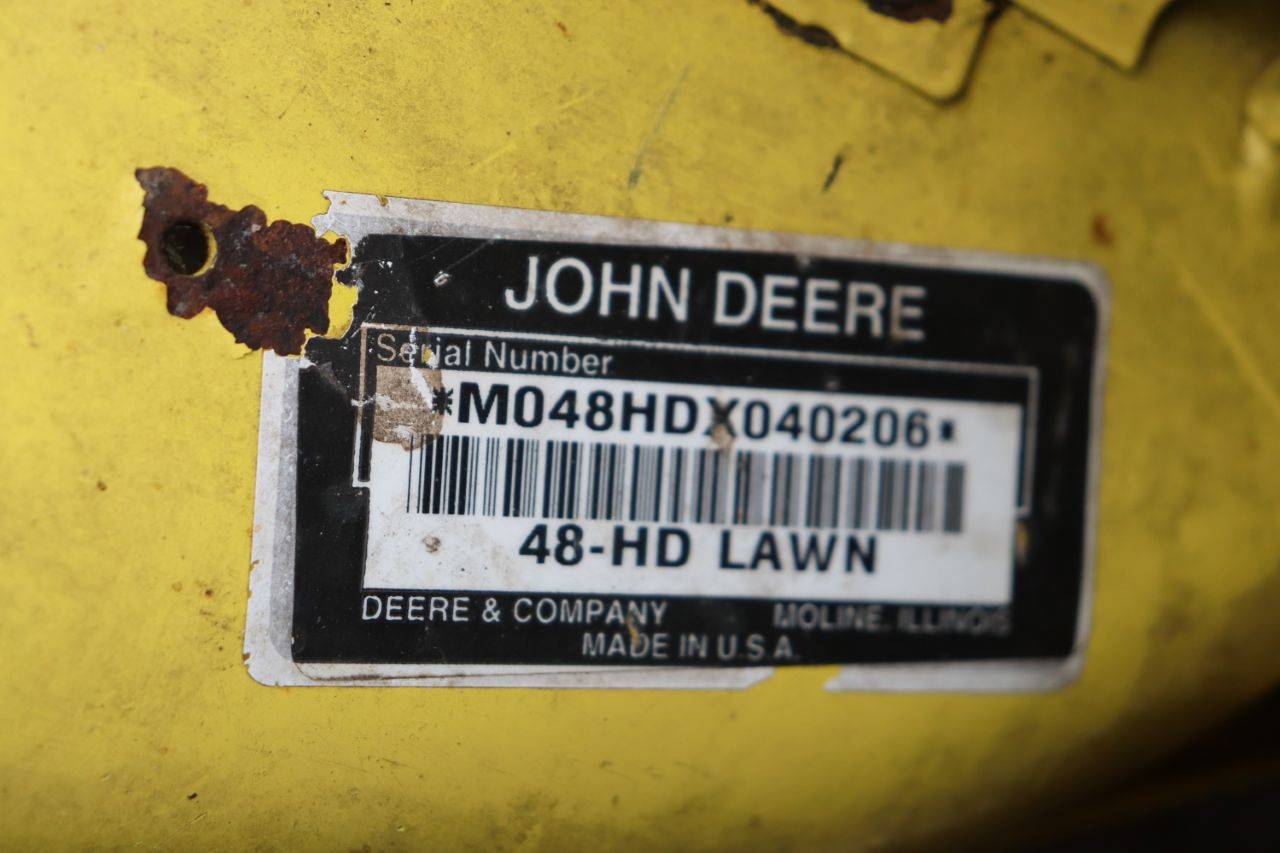 JOHN DEERE
Serial Number
*M048HDX040206*
48-HD LAWN
DEERE & COMPANY MOLINE, ILLINOIS
MADE IN U.S.A.